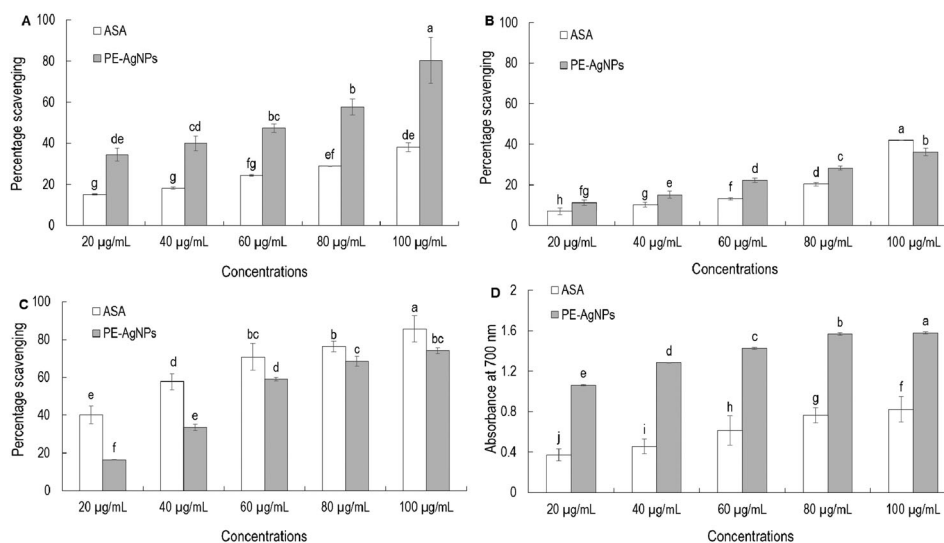 A
ASA
PE-AgNPs
Percentage scavenging
100
80
60
40
20
0
g de g cd fg bc ef b de a
20 µg/mL 40 µg/mL 60 µg/mL 80 µg/mL 100 µg/mL
Concentrations
B
ASA
PE-AgNPs
Percentage scavenging
100
80
60
40
20
0
h fg g e f d d c a b
20 µg/mL 40 µg/mL 60 µg/mL 80 µg/mL 100 µg/mL
Concentrations
C
ASA
PE-AgNPs
Percentage scavenging
100
80
60
40
20
0
e f d e bc d b c a bc
20 µg/mL 40 µg/mL 60 µg/mL 80 µg/mL 100 µg/mL
Concentrations
D
ASA
PE-AgNPs
Absorbance at 700 nm
2
1.6
1.2
0.8
0.4
0
j e i d h c g b f a
20 µg/mL 40 µg/mL 60 µg/mL 80 µg/mL 100 µg/mL
Concentrations